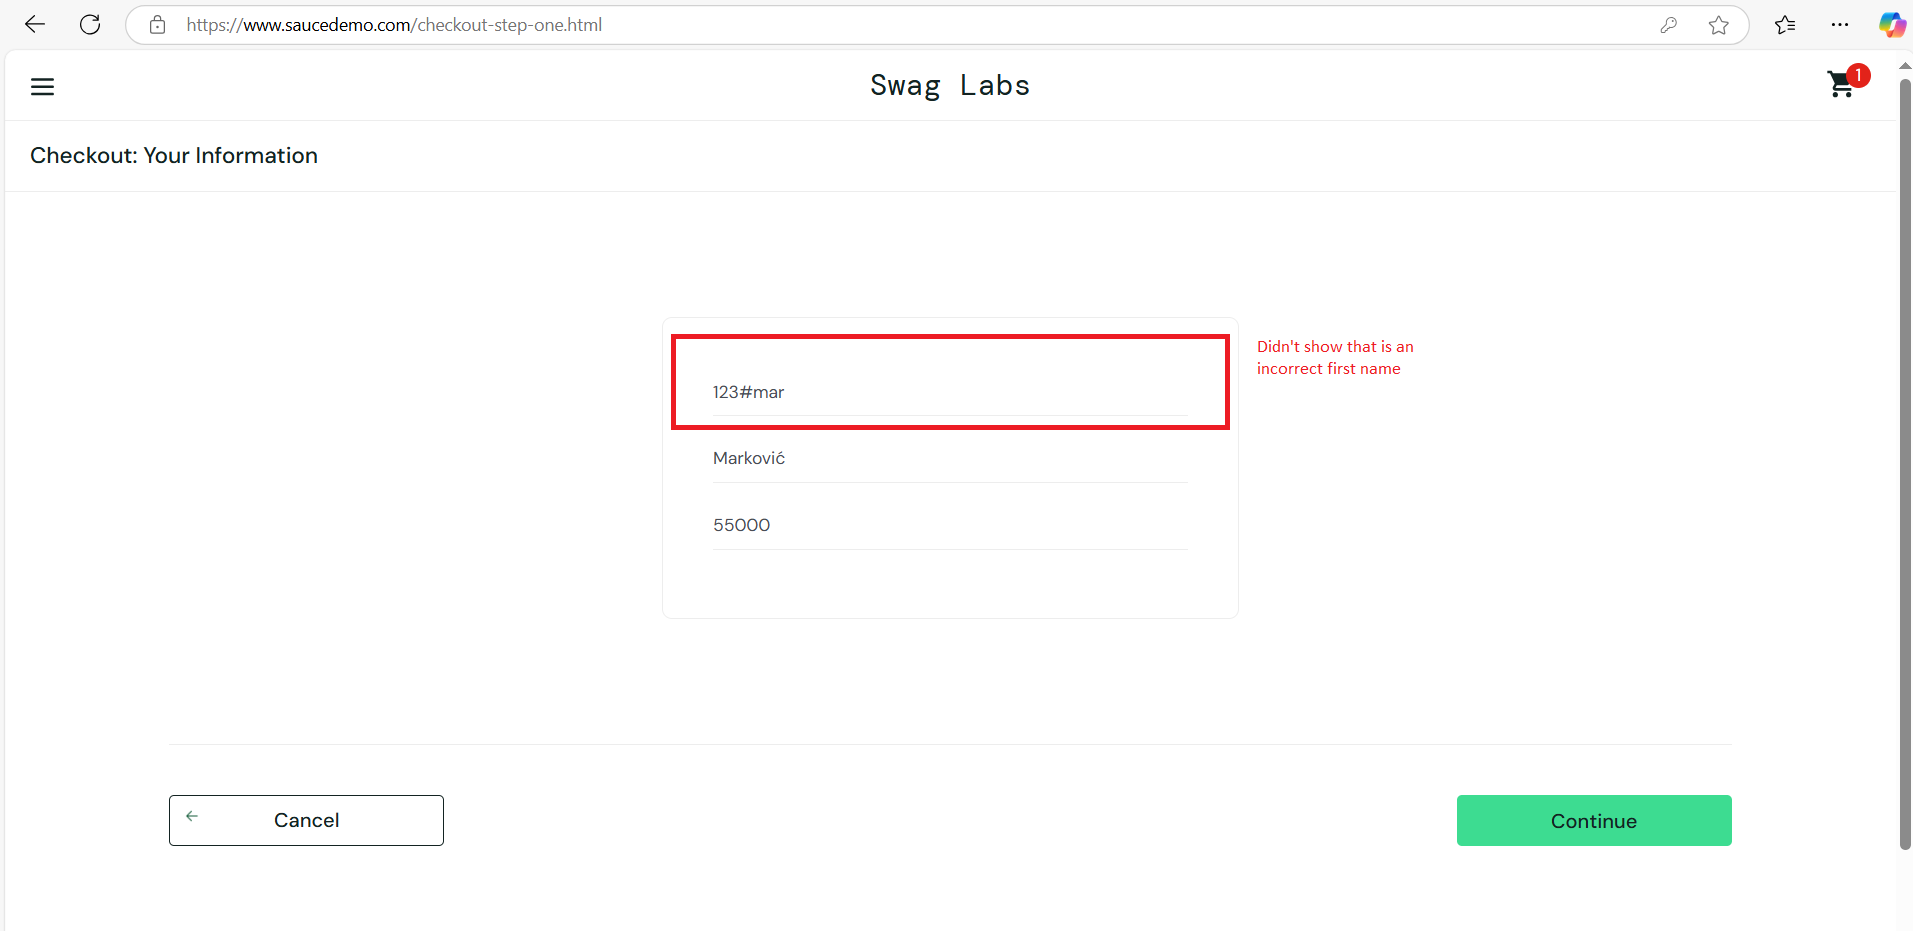 https://www.saucedemo.com/checkout-step-one.html
Swag Labs
1
Checkout: Your Information
Didn't show that is an
incorrect first name
123#mar
Marković
55000
Cancel
Continue